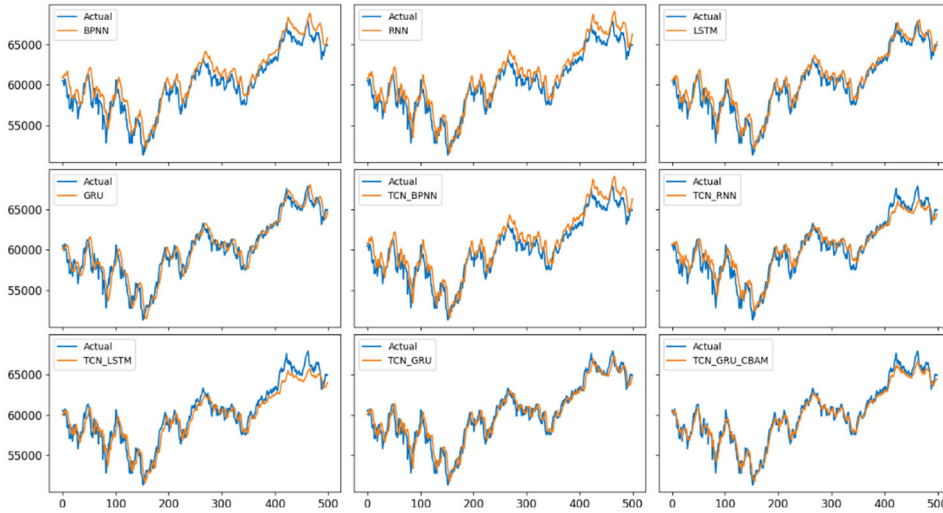 Actual
BPNN
Actual
RNN
Actual
LSTM
65000
60000
55000
Actual
GRU
Actual
TCN_BPNN
Actual
TCN_RNN
65000
60000
55000
Actual
TCN_LSTM
Actual
TCN_GRU
Actual
TCN_GRU_CBAM
65000
60000
55000
0 100 200 300 400 500 0 100 200 300 400 500 0 100 200 300 400 500